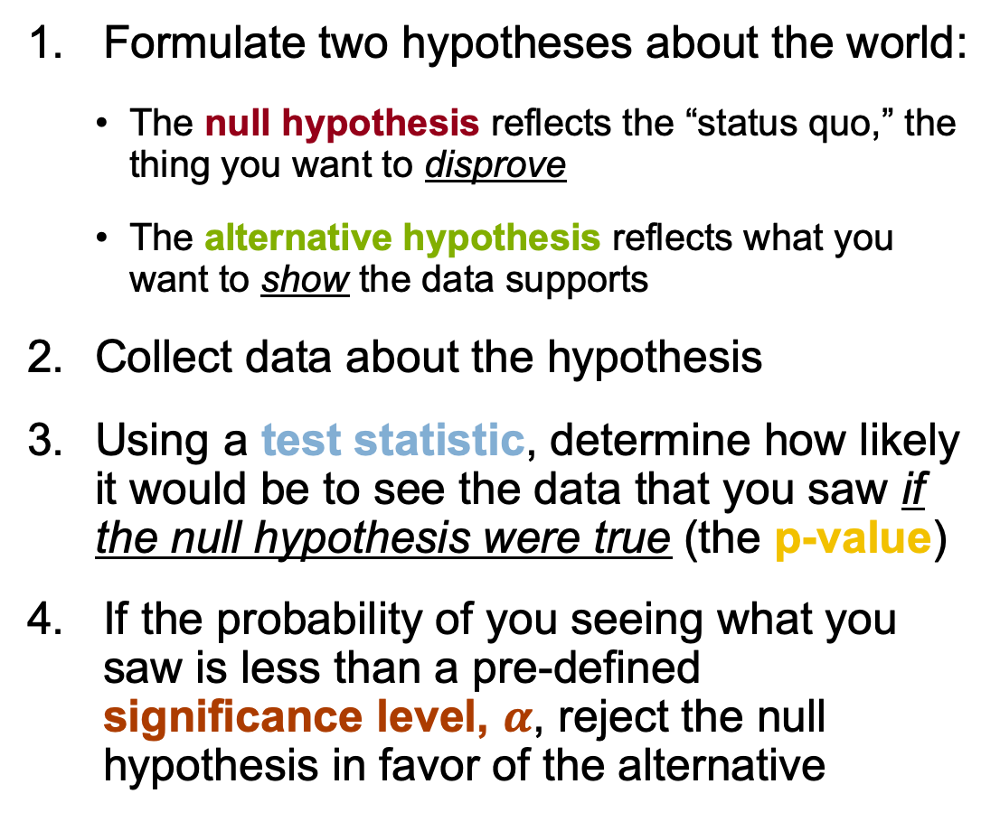 1. Formulate two hypotheses about the world:
• The null hypothesis reflects the “status quo,” the
thing you want to disprove
• The alternative hypothesis reflects what you
want to show the data supports
2. Collect data about the hypothesis
3. Using a test statistic, determine how likely
it would be to see the data that you saw if
the null hypothesis were true (the p-value)
4. If the probability of you seeing what you
saw is less than a pre-defined
significance level, α, reject the null
hypothesis in favor of the alternative